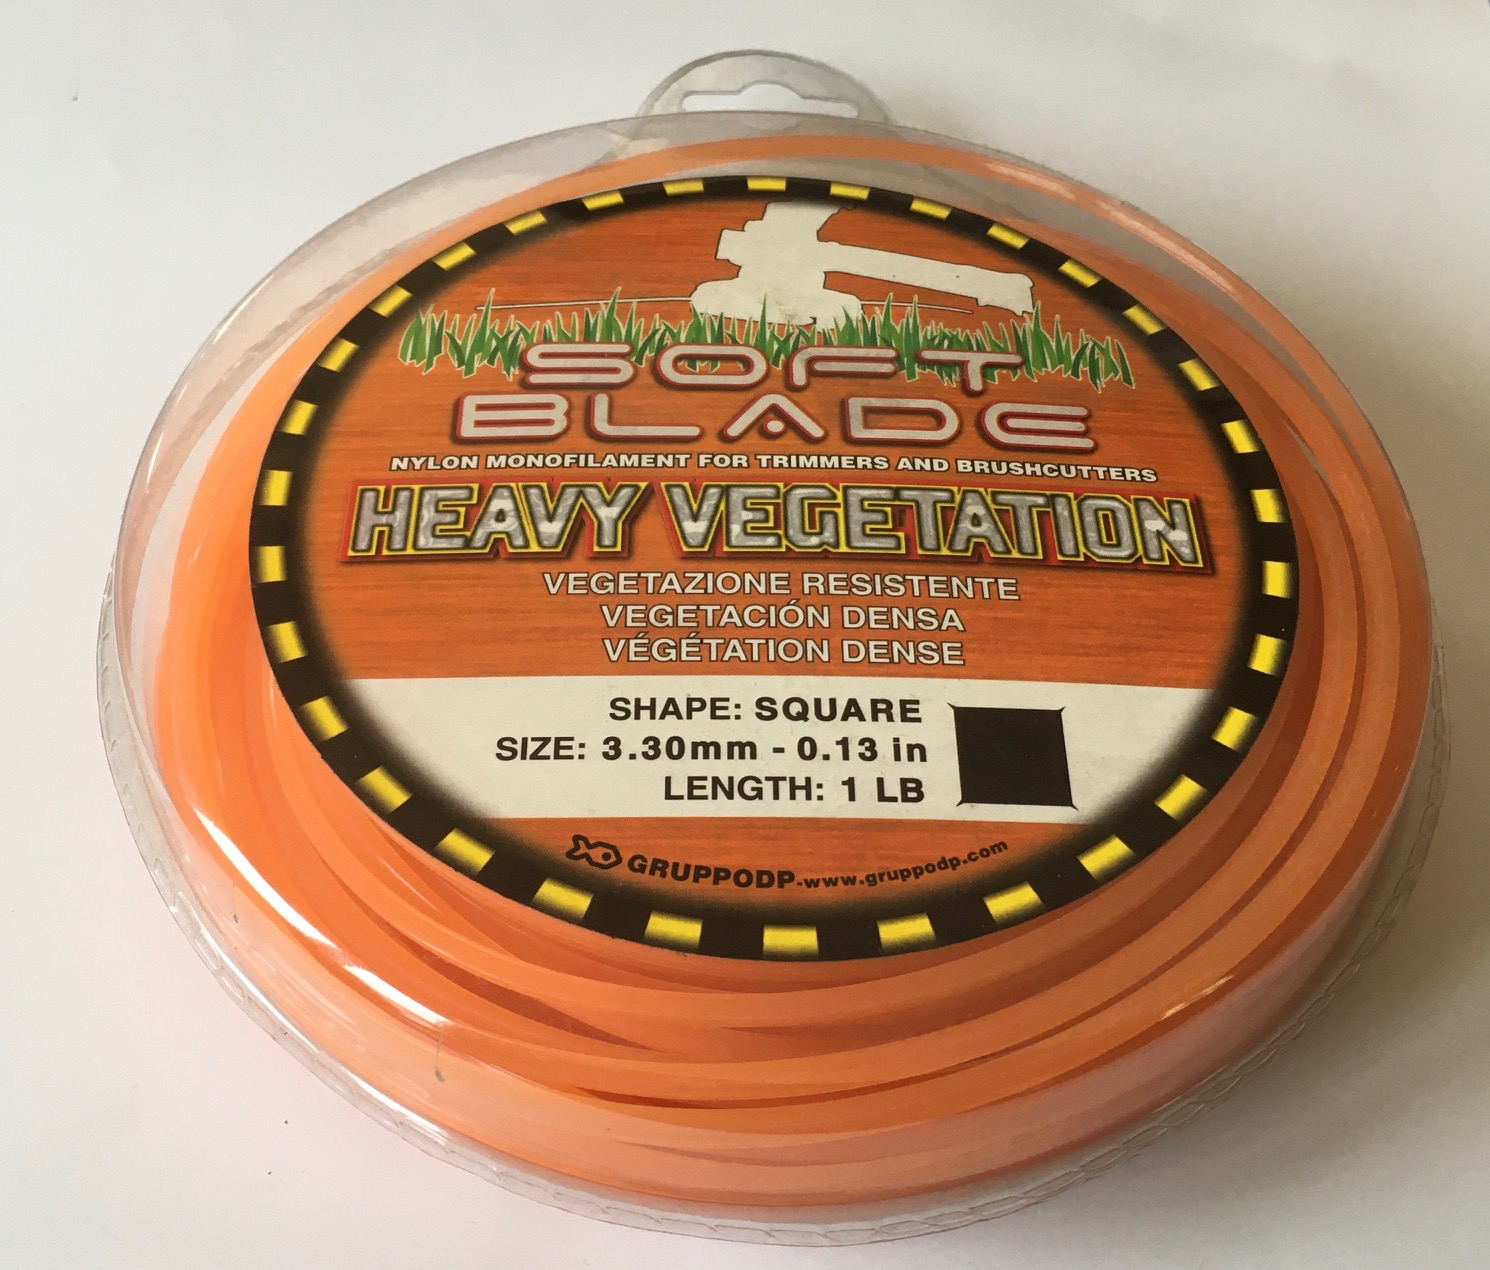 SOFT
BLADE
NYLON MONOFILAMENT FOR TRIMMERS AND BRUSHCUTTERS
HEAVY VEGETATION
VEGETAZIONE RESISTENTE
VEGETACIÓN DENSA
VÉGÉTATION DENSE
SHAPE: SQUARE
SIZE: 3.30mm - 0.13 in
LENGTH: 1 LB
GRUPPODP-www.gruppodp.com